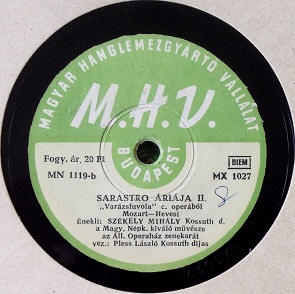 MAGYAR HANGLEMEZGYÁRTÓ VÁLLALAT
M.H.V.
BUDAPEST
Fogy. ár, 20 Ft
MN 1119-b
BIEM
MX 1027
SARASTRO ÁRIÁJA II.
„Varázsfuvola" c. operából
Mozart—Hevesi
Énekli: SZÉKELY MIHÁLY Kossuth d.
a Magy. Népk. kiváló művésze
az Áll. Operaház zenekarát
vez.: Pless László Kossuth díjas
8